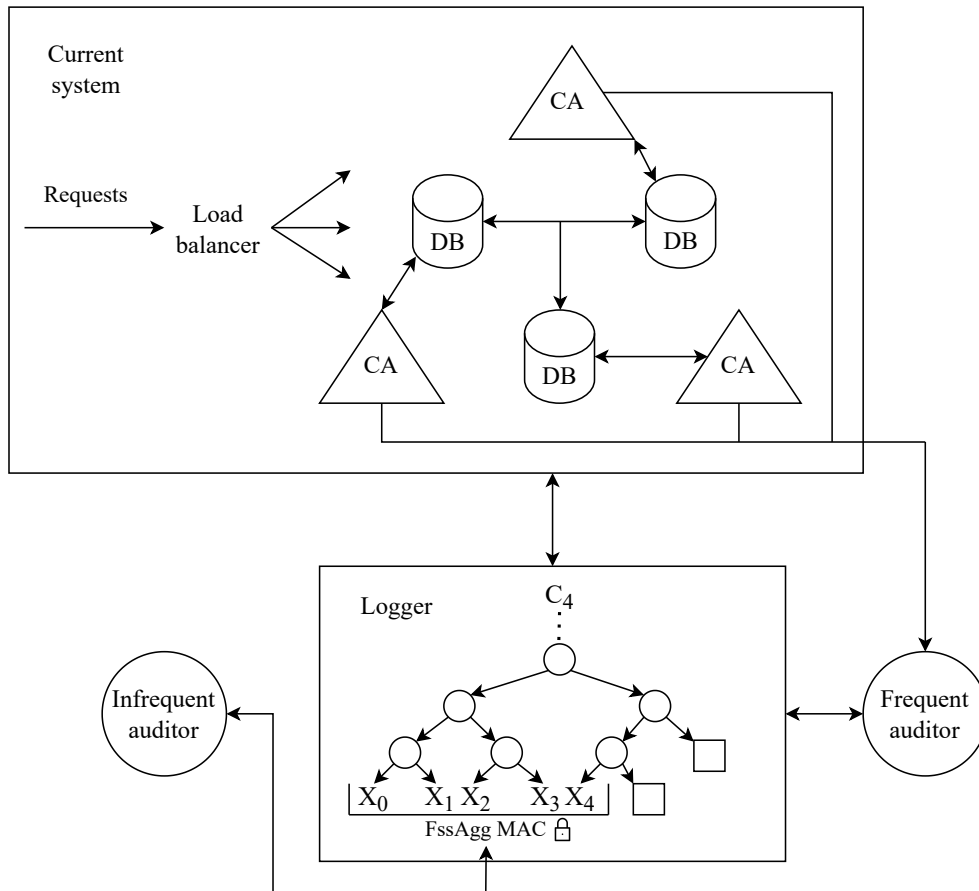 Current
system
CA
Requests
Load
balancer
DB
DB
CA
DB
CA
Logger
C4
Infrequent
auditor
Frequent
auditor
X0 X1 X2 X3 X4
FssAgg MAC